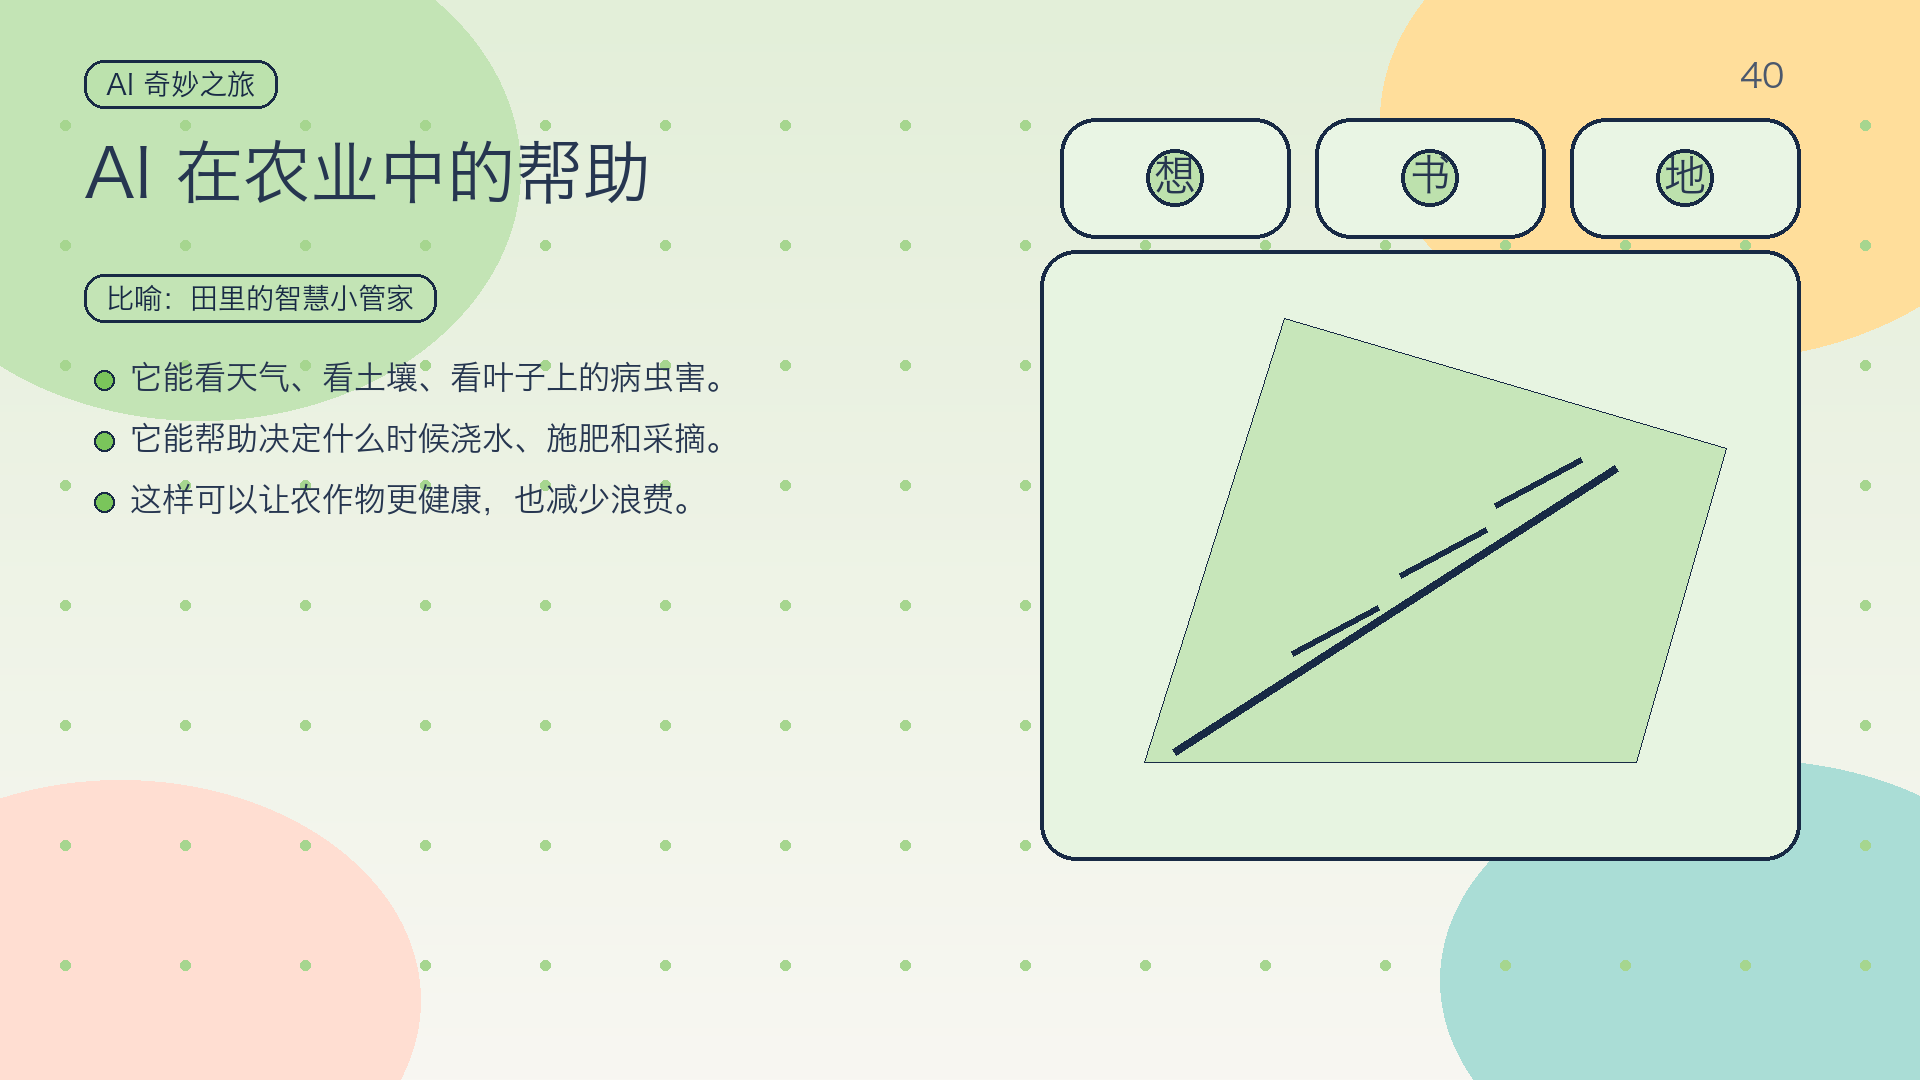 AI 奇妙之旅
40
AI 在农业中的帮助
想
书
地
比喻：田里的智慧小管家
它能看天气、看土壤、看叶子上的病虫害。
它能帮助决定什么时候浇水、施肥和采摘。
这样可以让农作物更健康，也减少浪费。